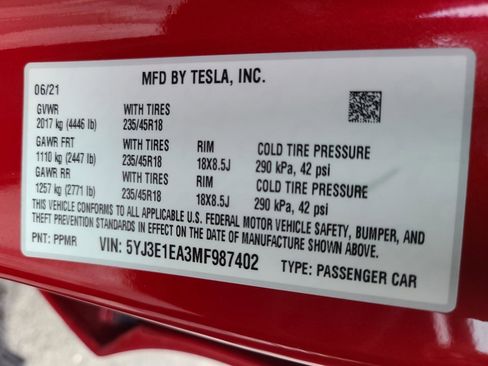 MFD BY TESLA, INC.
06/21
GVWR WITH TIRES
2017 kg (4446 lb) 235/45R18
GAWR FRT WITH TIRES RIM COLD TIRE PRESSURE
1110 kg (2447 lb) 235/45R18 18X8.5J 290 kPa, 42 psi
GAWR RR WITH TIRES RIM COLD TIRE PRESSURE
1257 kg (2771 lb) 235/45R18 18X8.5J 290 kPa, 42 psi
THIS VEHICLE CONFORMS TO ALL APPLICABLE U.S. FEDERAL MOTOR VEHICLE SAFETY, BUMPER, AND
THEFT PREVENTION STANDARDS IN EFFECT ON THE DATE OF MANUFACTURE SHOWN ABOVE.
PNT: PPMR VIN: 5YJ3E1EA3MF987402 TYPE: PASSENGER CAR